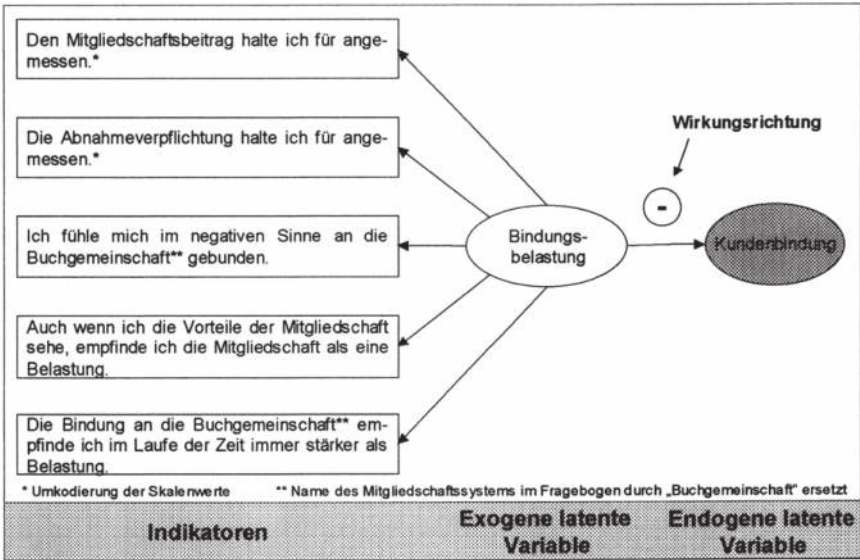 Den Mitgliedschaftsbeitrag halte ich für ange-
messen.*
Die Abnahmeverpflichtung halte ich für ange-
messen.*
Ich fühle mich im negativen Sinne an die
Buchgemeinschaft** gebunden.
Auch wenn ich die Vorteile der Mitgliedschaft
sehe, empfinde ich die Mitgliedschaft als eine
Belastung.
Die Bindung an die Buchgemeinschaft** em-
pfinde ich im Laufe der Zeit immer stärker als
Belastung.
Wirkungsrichtung
-
Bindungs-
belastung
Kundenbindung
* Umkodierung der Skalenwerte ** Name des Mitgliedschaftssystems im Fragebogen durch „Buchgemeinschaft" ersetzt
Indikatoren
Exogene latente
Variable
Endogene latente
Variable